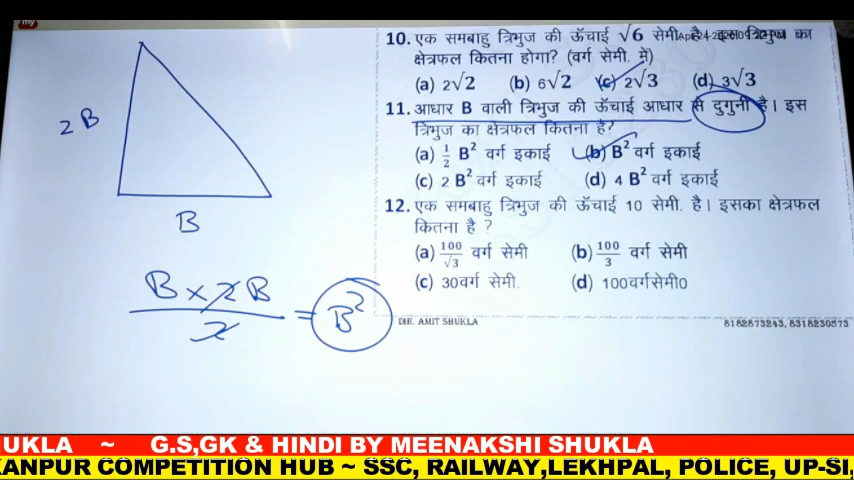 my
10. एक समबाहु त्रिभुज की ऊँचाई √6 सेमी. है। इस त्रिभुज का
क्षेत्रफल कितना होगा? (वर्ग सेमी. में)
(a) 2√2 (b) 6√2 (c) 2√3 (d) 3√3
11. आधार B वाली त्रिभुज की ऊँचाई आधार से दुगुनी है। इस
त्रिभुज का क्षेत्रफल कितना है?
(a) 1/2 B² वर्ग इकाई (b) B² वर्ग इकाई
(c) 2 B² वर्ग इकाई (d) 4 B² वर्ग इकाई
12. एक समबाहु त्रिभुज की ऊँचाई 10 सेमी. है। इसका क्षेत्रफल
कितना है ?
(a) 100/√3 वर्ग सेमी (b) 100/3 वर्ग सेमी
(c) 30वर्ग सेमी. (d) 100वर्गसेमी0
DIR. AMIT SHUKLA 8182873243, 8318230573
2B
B
B × 2B / 2 = B²
HUKLA ~ G.S,GK & HINDI BY MEENAKSHI SHUKLA
KANPUR COMPETITION HUB ~ SSC, RAILWAY,LEKHPAL, POLICE, UP-SI,